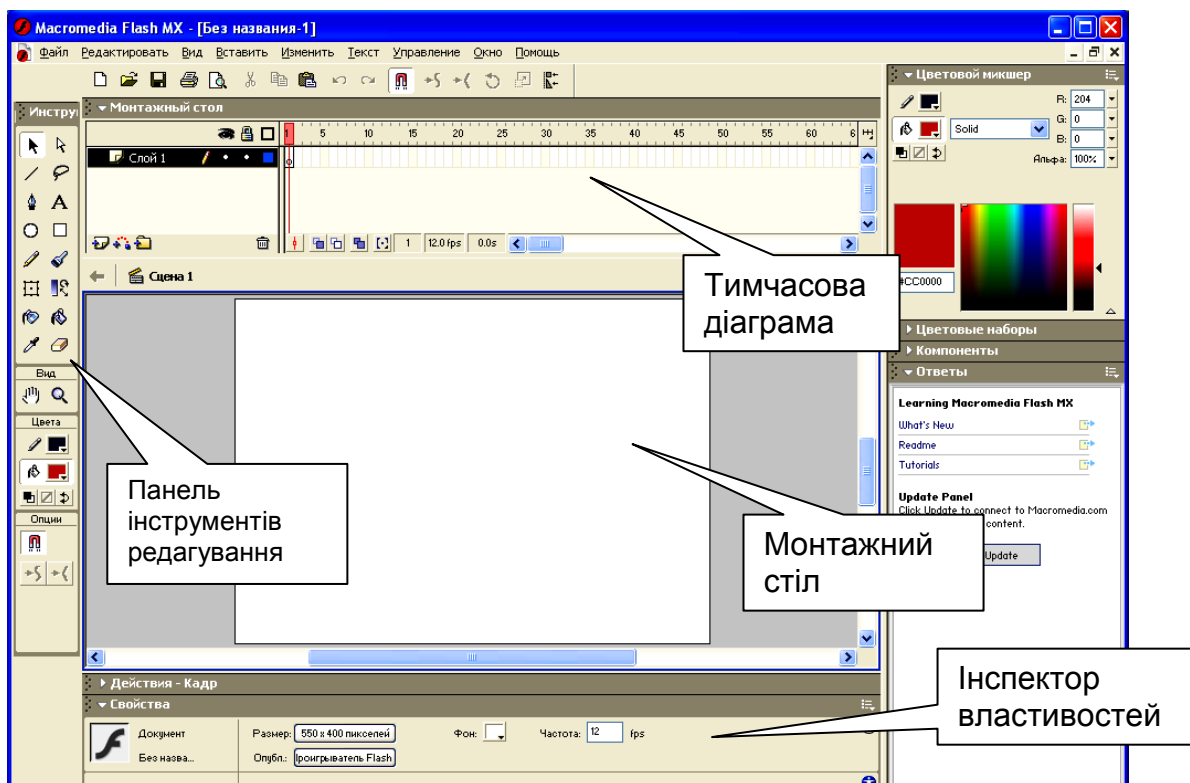 Macromedia Flash MX - [Без названия-1]
Файл Редактировать Вид Вставить Изменить Текст Управление Окно Помощь
Инстру
Монтажный стол
1 5 10 15 20 25 30 35 40 45 50 55 60 6
Слой 1
1 12.0 fps 0.0s
Сцена 1
Вид
Цвета
Опции
Тимчасова
діаграма
Панель
інструментів
редагування
Монтажний
стіл
Цветовой микшер
R: 204
G: 0
Solid
B: 0
Альфа: 100%
#CC0000
Цветовые наборы
Компоненты
Ответы
Learning Macromedia Flash MX
What's New
Readme
Tutorials
Update Panel
Click Update to connect to Macromedia.com
content.
Update
Інспектор
властивостей
Действия - Кадр
Свойства
Документ Размер: 550 x 400 пикселей Фон: Частота: 12 fps
Без назва... Опубл.: Проигрыватель Flash